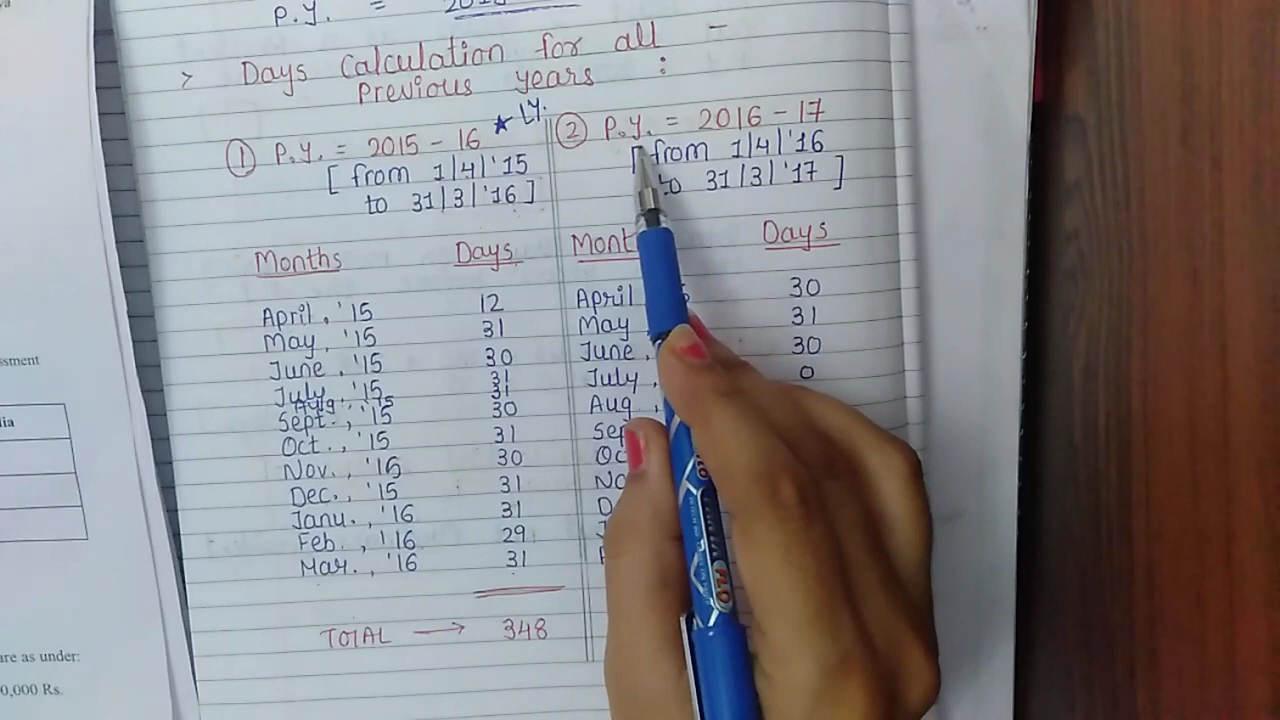 P.Y. =
> Days Calculation for all -
Previous years :
① P.Y. = 2015 - 16 ★ LY.
[ from 1/4/'15
to 31/3/'16 ]
Months Days
April, '15 12
May, '15 31
June, '15 30
July, '15 31
Aug., '15 31
Sept., '15 30
Oct., '15 31
Nov., '15 30
Dec., '15 31
Janu., '16 31
Feb., '16 29
Mar., '16 31
TOTAL → 348
② P.Y. = 2016 - 17
[ from 1/4/'16
to 31/3/'17 ]
Days
April 30
May 31
June 30
July, 0
Aug
ssment
are as under:
0,000 Rs.